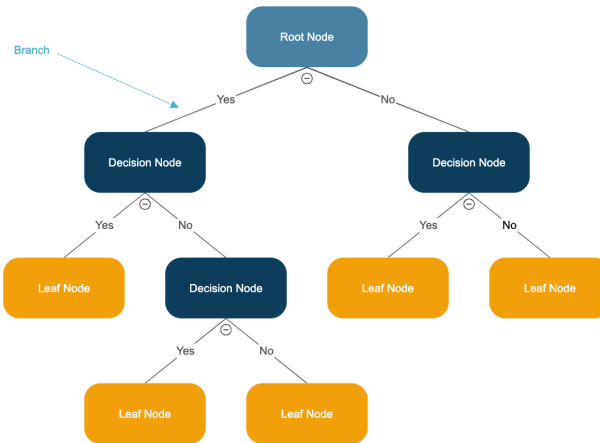 Root Node
Branch
Yes
No
Decision Node
Decision Node
Yes
No
Yes
No
Leaf Node
Decision Node
Leaf Node
Leaf Node
Yes
No
Leaf Node
Leaf Node